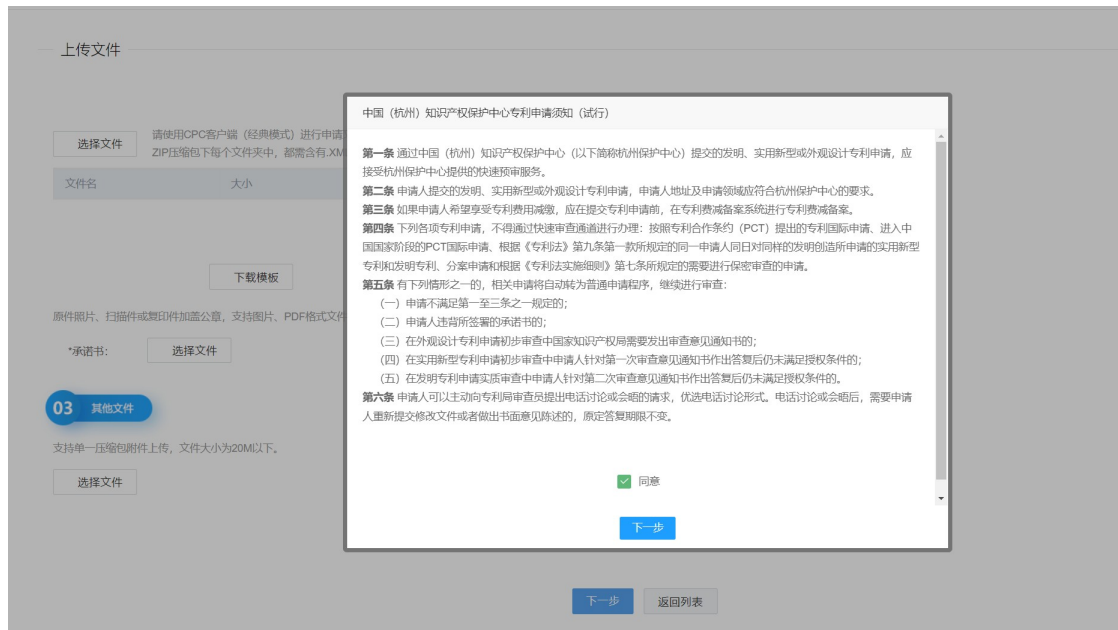 上传文件
选择文件
请使用CPC客户端（经典模式）进行申请
ZIP压缩包下每个文件夹中，都需含有.XM
文件名
大小
下载模板
原件照片、扫描件或复印件加盖公章，支持图片、PDF格式文件
*承诺书：
选择文件
03
其他文件
支持单一压缩包附件上传，文件大小为20M以下。
选择文件
中国（杭州）知识产权保护中心专利申请须知（试行）
第一条 通过中国（杭州）知识产权保护中心（以下简称杭州保护中心）提交的发明、实用新型或外观设计专利申请，应
接受杭州保护中心提供的快速预审服务。
第二条 申请人提交的发明、实用新型或外观设计专利申请，申请人地址及申请领域应符合杭州保护中心的要求。
第三条 如果申请人希望享受专利费用减缴，应在提交专利申请前，在专利费减备案系统进行专利费减备案。
第四条 下列各项专利申请，不得通过快速审查通道进行办理：按照专利合作条约（PCT）提出的专利国际申请、进入中
国国家阶段的PCT国际申请、根据《专利法》第九条第一款所规定的同一申请人同日对同样的发明创造所申请的实用新型
专利和发明专利、分案申请和根据《专利法实施细则》第七条所规定的需要进行保密审查的申请。
第五条 有下列情形之一的，相关申请将自动转为普通申请程序，继续进行审查：
（一）申请不满足第一至三条之一规定的；
（二）申请人违背所签署的承诺书的；
（三）在外观设计专利申请初步审查中国家知识产权局需要发出审查意见通知书的；
（四）在实用新型专利申请初步审查中申请人针对第一次审查意见通知书作出答复后仍未满足授权条件的；
（五）在发明专利申请实质审查中申请人针对第二次审查意见通知书作出答复后仍未满足授权条件的。
第六条 申请人可以主动向专利局审查员提出电话讨论或会晤的请求，优选电话讨论形式。电话讨论或会晤后，需要申请
人重新提交修改文件或者做出书面意见陈述的，原定答复期限不变。
同意
下一步
下一步
返回列表